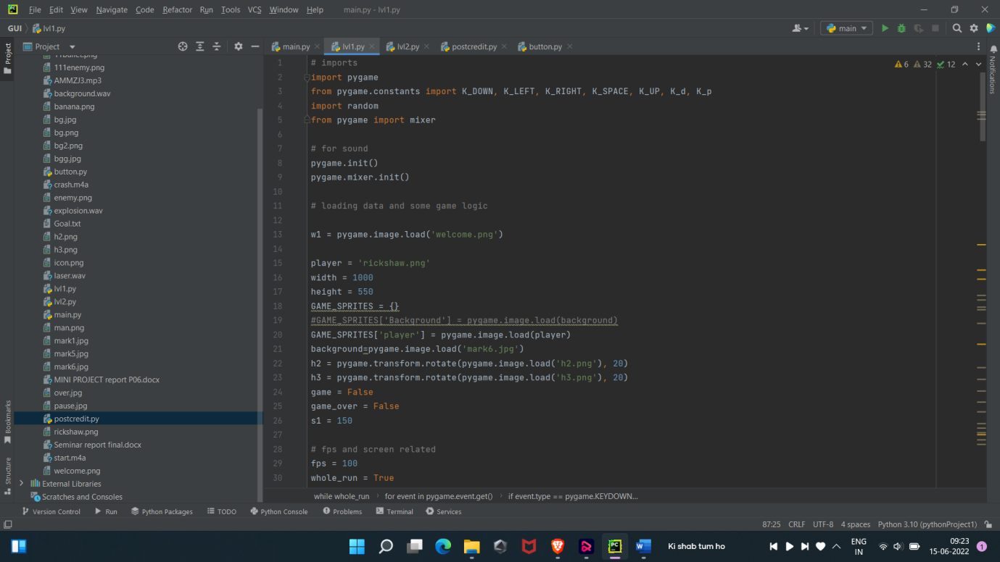 File Edit View Navigate Code Refactor Run Tools VCS Window Help main.py - lvl1.py
GUI lvl1.py main
Project
main.py lvl1.py lvl2.py postcredit.py button.py
Project
Bookmarks
Structure
Notifications
111enemy.png
AMMZJ3.mp3
background.wav
banana.png
bg.jpg
bg.png
bg2.png
bgg.jpg
button.py
crash.m4a
enemy.png
explosion.wav
Goal.txt
h2.png
h3.png
icon.png
laser.wav
lvl1.py
lvl2.py
main.py
man.png
mark1.jpg
mark5.jpg
mark6.jpg
MINI PROJECT report P06.docx
over.jpg
pause.jpg
postcredit.py
rickshaw.png
Seminar report final.docx
start.m4a
welcome.png
External Libraries
Scratches and Consoles
6 32 12
1 # imports
2 import pygame
3 from pygame.constants import K_DOWN, K_LEFT, K_RIGHT, K_SPACE, K_UP, K_d, K_p
4 import random
5 from pygame import mixer
6
7 # for sound
8 pygame.init()
9 pygame.mixer.init()
10
11 # loading data and some game logic
12
13 w1 = pygame.image.load('welcome.png')
14
15 player = 'rickshaw.png'
16 width = 1000
17 height = 550
18 GAME_SPRITES = {}
19 #GAME_SPRITES['Background'] = pygame.image.load(background)
20 GAME_SPRITES['player'] = pygame.image.load(player)
21 background=pygame.image.load('mark6.jpg')
22 h2 = pygame.transform.rotate(pygame.image.load('h2.png'), 20)
23 h3 = pygame.transform.rotate(pygame.image.load('h3.png'), 20)
24 game = False
25 game_over = False
26 s1 = 150
27
28 # fps and screen related
29 fps = 100
30 whole_run = True
while whole_run for event in pygame.event.get() if event.type == pygame.KEYDOWN...
Version Control Run Python Packages TODO Python Console Problems Terminal Services
87:25 CRLF UTF-8 4 spaces Python 3.10 (pythonProject1)
Ki shab tum ho
ENG
IN
09:23
15-06-2022
1